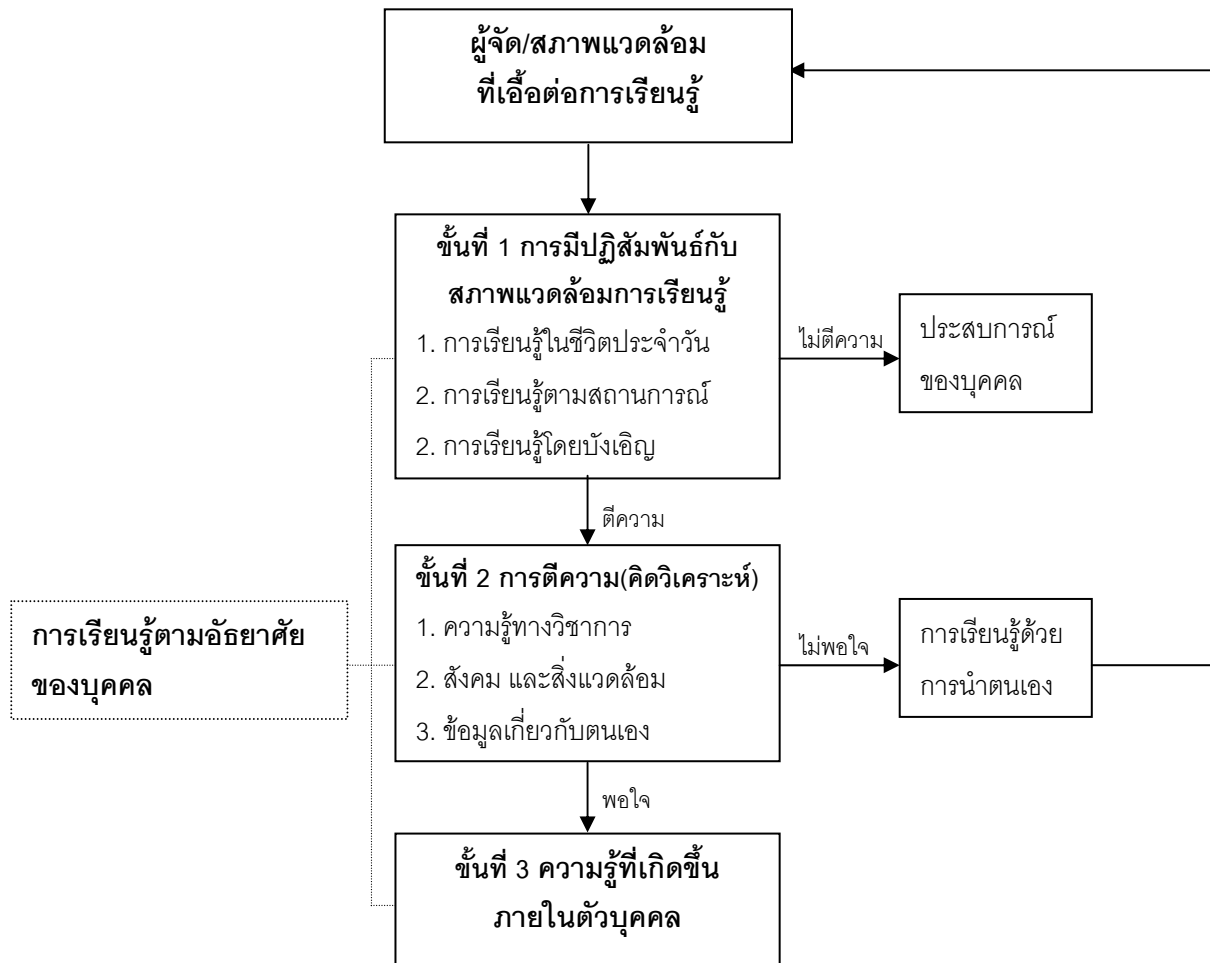 ผู้จัด/สภาพแวดล้อม
ที่เอื้อต่อการเรียนรู้
ขั้นที่ 1 การมีปฏิสัมพันธ์กับ
สภาพแวดล้อมการเรียนรู้
1. การเรียนรู้ในชีวิตประจำวัน
2. การเรียนรู้ตามสถานการณ์
2. การเรียนรู้โดยบังเอิญ
ไม่ตีความ
ประสบการณ์
ของบุคคล
ตีความ
ขั้นที่ 2 การตีความ(คิดวิเคราะห์)
1. ความรู้ทางวิชาการ
2. สังคม และสิ่งแวดล้อม
3. ข้อมูลเกี่ยวกับตนเอง
การเรียนรู้ตามอัธยาศัย
ของบุคคล
ไม่พอใจ
การเรียนรู้ด้วย
การนำตนเอง
พอใจ
ขั้นที่ 3 ความรู้ที่เกิดขึ้น
ภายในตัวบุคคล